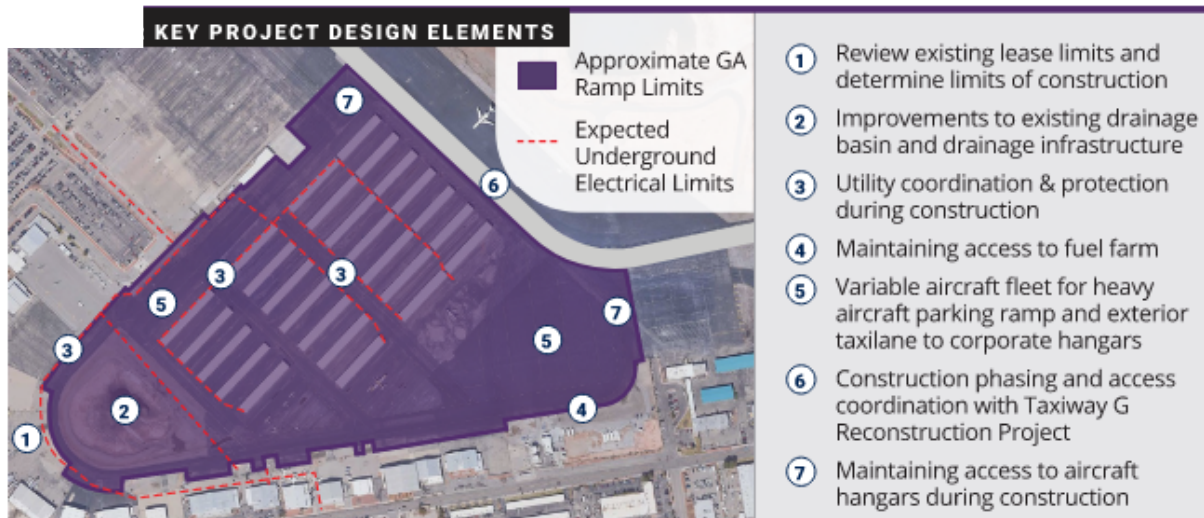 KEY PROJECT DESIGN ELEMENTS
Approximate GA
Ramp Limits
Expected
Underground
Electrical Limits
7
6
3
3
5
7
5
3
2
4
1
1 Review existing lease limits and
determine limits of construction
2 Improvements to existing drainage
basin and drainage infrastructure
3 Utility coordination & protection
during construction
4 Maintaining access to fuel farm
5 Variable aircraft fleet for heavy
aircraft parking ramp and exterior
taxilane to corporate hangars
6 Construction phasing and access
coordination with Taxiway G
Reconstruction Project
7 Maintaining access to aircraft
hangars during construction